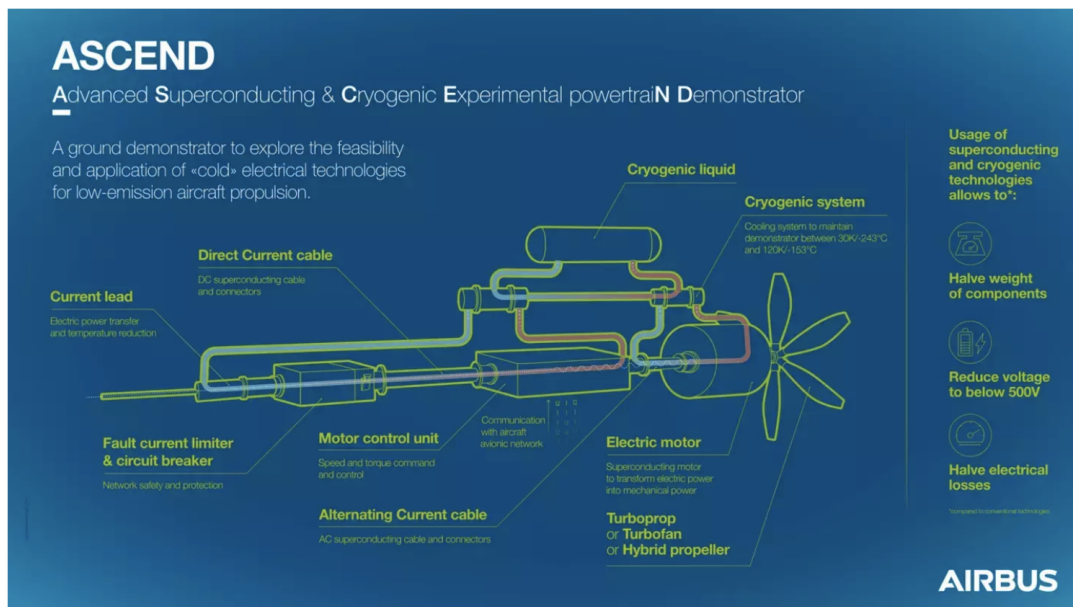 ASCEND
Advanced Superconducting & Cryogenic Experimental powertraiN Demonstrator
A ground demonstrator to explore the feasibility
and application of «cold» electrical technologies
for low-emission aircraft propulsion.
Cryogenic liquid
Cryogenic system
Cooling system to maintain
demonstrator between 30K/-243°C
and 120K/-153°C
Direct Current cable
DC superconducting cable
and connectors
Current lead
Electric power transfer
and temperature reduction
Fault current limiter
& circuit breaker
Network safety and protection
Motor control unit
Speed and torque command
and control
Communication
with aircraft
avionic network
Alternating Current cable
AC superconducting cable and connectors
Electric motor
Superconducting motor
to transform electric power
into mechanical power
Turboprop
or Turbofan
or Hybrid propeller
Usage of
superconducting
and cryogenic
technologies
allows to*:
Halve weight
of components
Reduce voltage
to below 500V
Halve electrical
losses
*compared to conventional technologies
AIRBUS